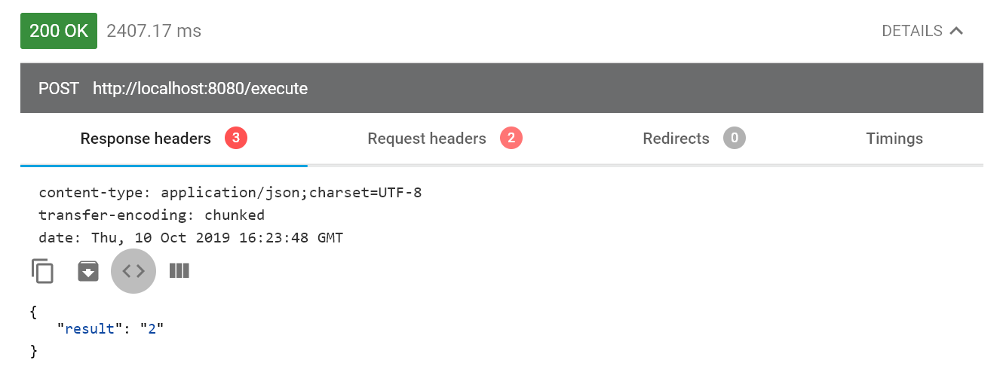 200 OK 2407.17 ms DETAILS
POST http://localhost:8080/execute
Response headers 3 Request headers 2 Redirects 0 Timings
content-type: application/json;charset=UTF-8
transfer-encoding: chunked
date: Thu, 10 Oct 2019 16:23:48 GMT
{
"result": "2"
}